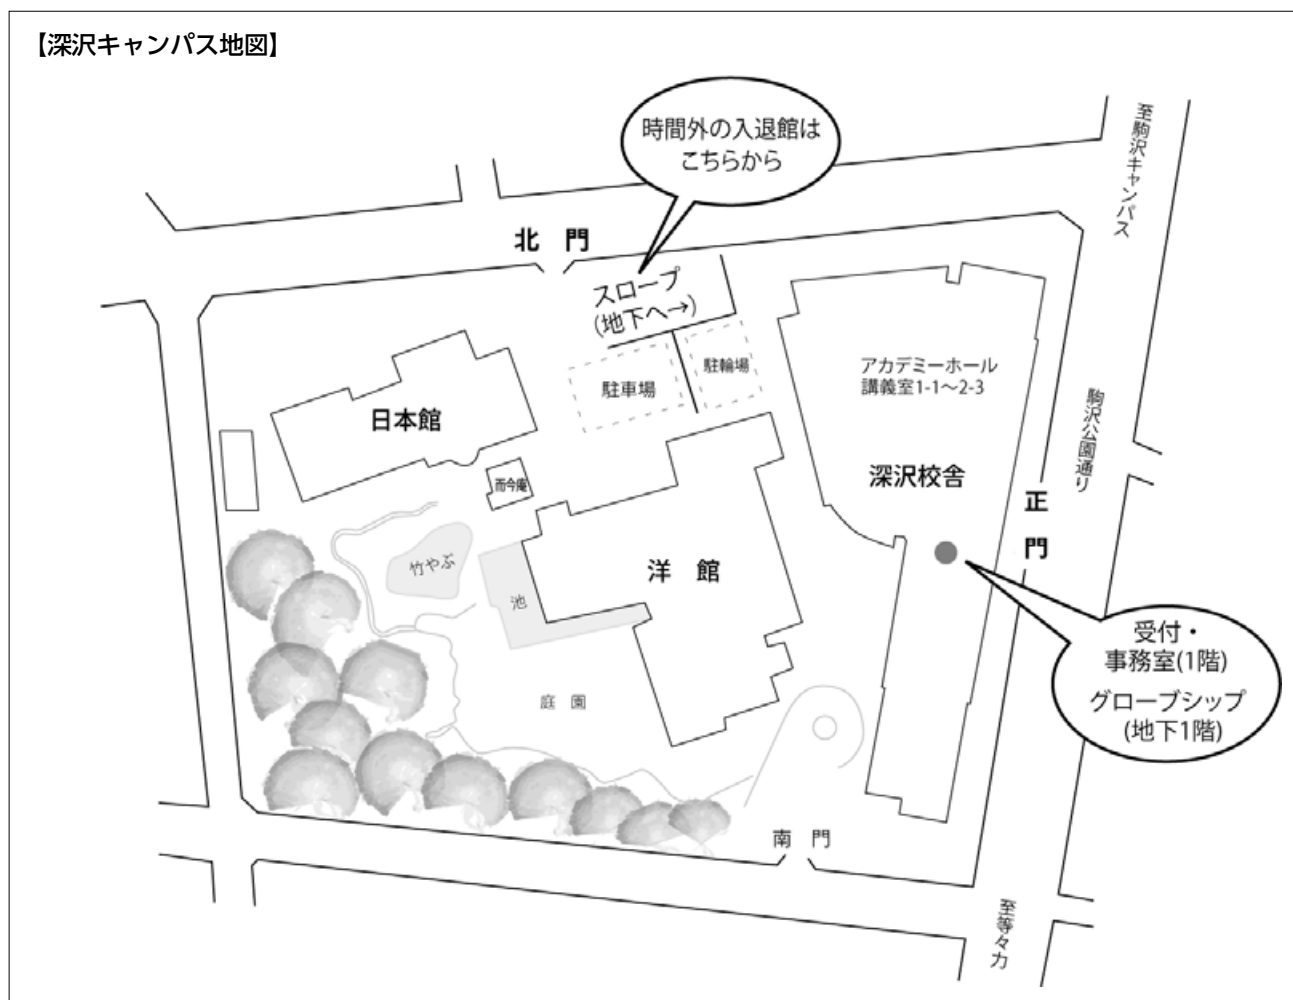 【深沢キャンパス地図】
時間外の入退館は
こちらから
至駒沢キャンパス
北 門
スロープ
(地下へ→)
駐輪場
駐車場
アカデミーホール
講義室1-1～2-3
日本館
駒沢公園通り
深沢校舎
而今庵
正門
竹やぶ
洋 館
池
受付・
事務室(1階)
グローブシップ
(地下1階)
庭 園
南 門
至等々力